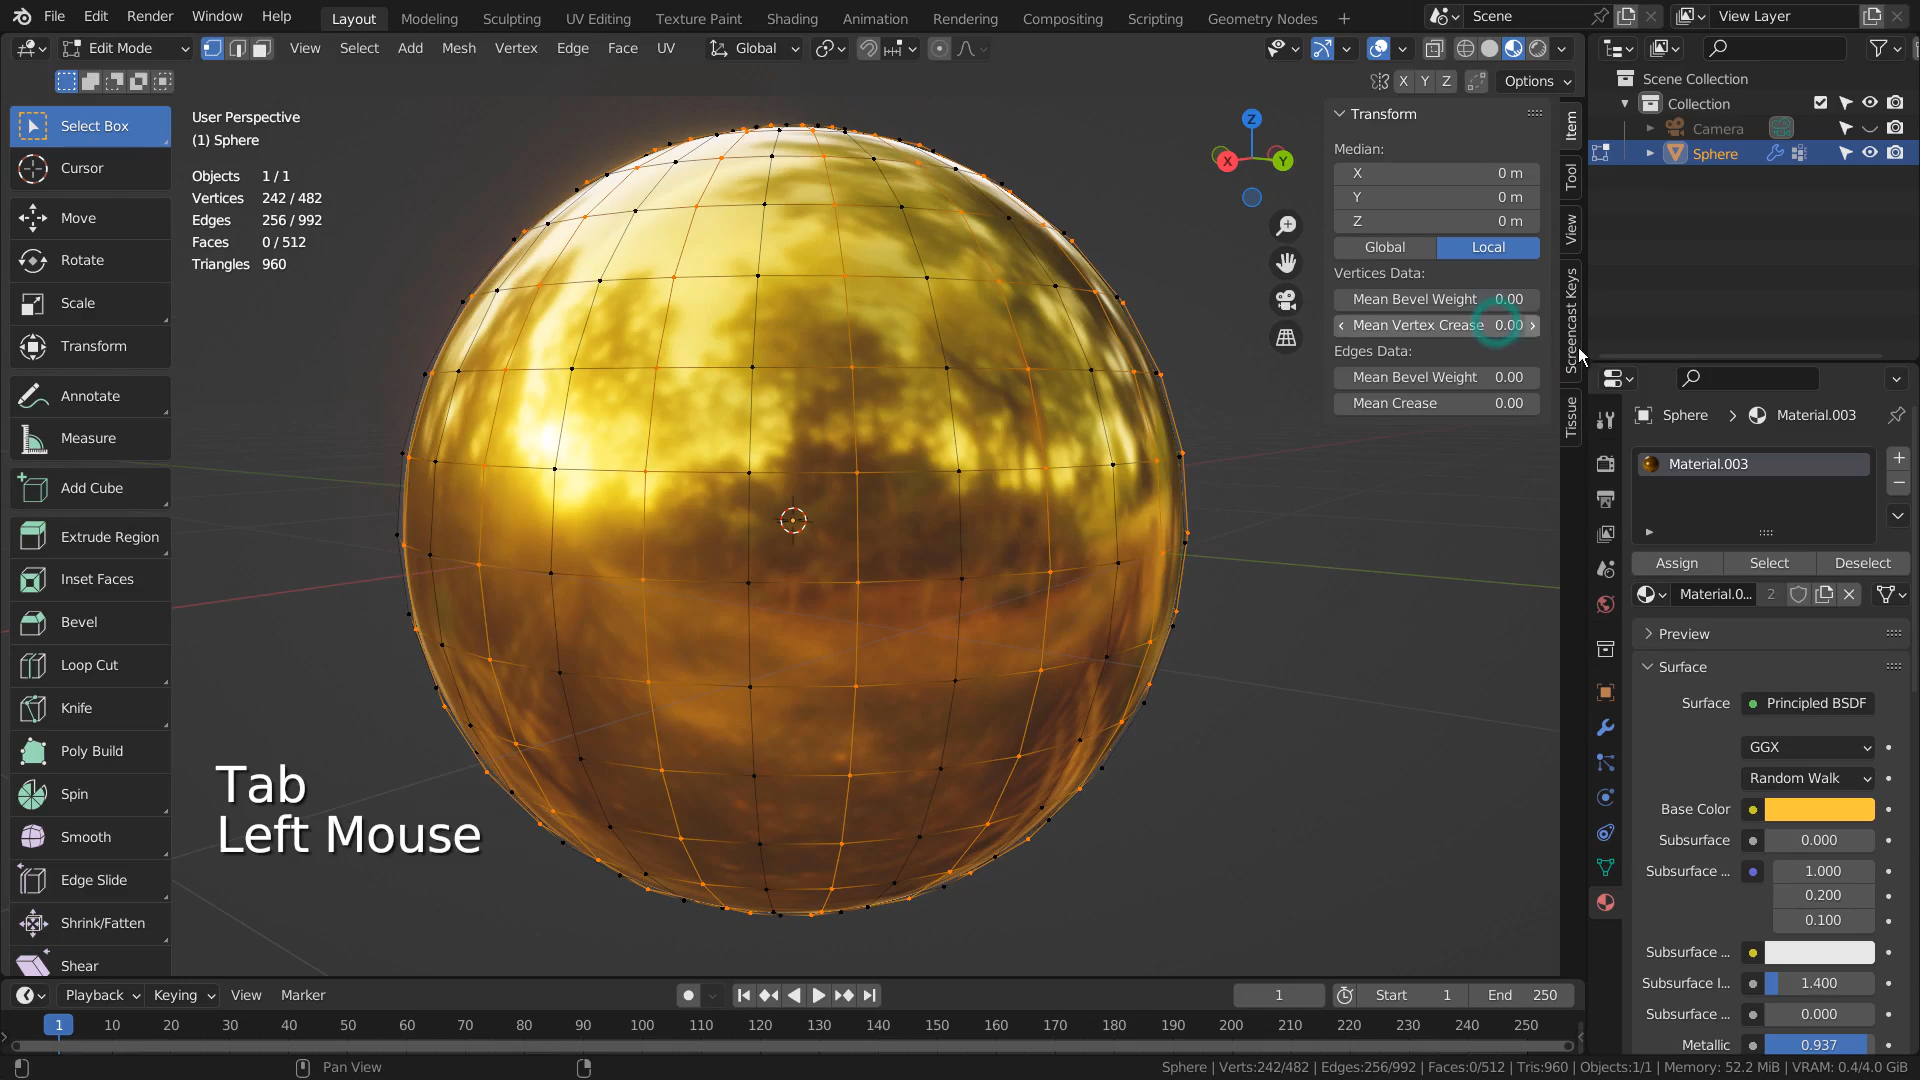 File Edit Render Window Help Layout Modeling Sculpting UV Editing Texture Paint Shading Animation Rendering Compositing Scripting Geometry Nodes + Scene View Layer
Edit Mode View Select Add Mesh Vertex Edge Face UV Global
X Y Z Options
Select Box
Cursor
Move
Rotate
Scale
Transform
Annotate
Measure
Add Cube
Extrude Region
Inset Faces
Bevel
Loop Cut
Knife
Poly Build
Spin
Smooth
Edge Slide
Shrink/Fatten
Shear
User Perspective
(1) Sphere
Objects 1 / 1
Vertices 242 / 482
Edges 256 / 992
Faces 0 / 512
Triangles 960
Tab
Left Mouse
Z
X Y
Transform
Median:
X 0 m
Y 0 m
Z 0 m
Global Local
Vertices Data:
Mean Bevel Weight 0.00
Mean Vertex Crease 0.00
Edges Data:
Mean Bevel Weight 0.00
Mean Crease 0.00
Item
Tool
View
Screencast Keys
Tissue
Scene Collection
Collection
Camera
Sphere
Sphere > Material.003
Material.003
Assign Select Deselect
Material.0... 2
Preview
Surface
Surface Principled BSDF
GGX
Random Walk
Base Color
Subsurface 0.000
Subsurface ... 1.000
0.200
0.100
Subsurface ...
Subsurface I... 1.400
Subsurface ... 0.000
Metallic 0.937
Playback Keying View Marker 1 Start 1 End 250
1 10 20 30 40 50 60 70 80 90 100 110 120 130 140 150 160 170 180 190 200 210 220 230 240 250
Pan View Sphere | Verts:242/482 | Edges:256/992 | Faces:0/512 | Tris:960 | Objects:1/1 | Memory: 52.2 MiB | VRAM: 0.4/4.0 GiB